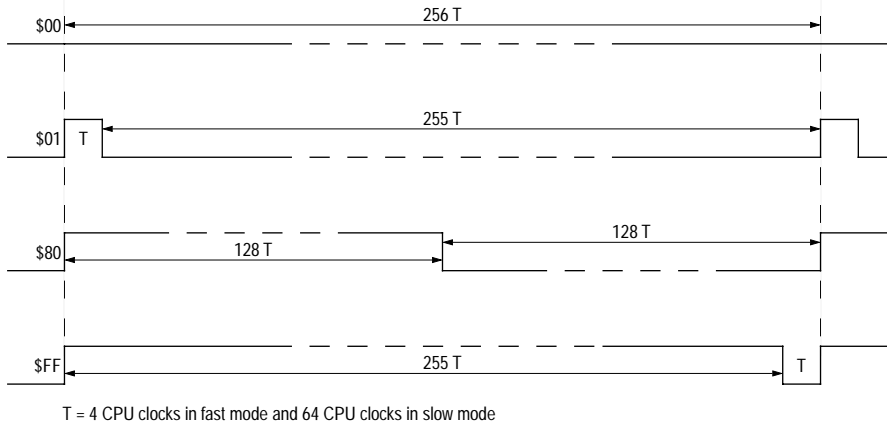 256 T
$00
255 T
$01
T
128 T
$80
128 T
$FF
255 T
T
T = 4 CPU clocks in fast mode and 64 CPU clocks in slow mode